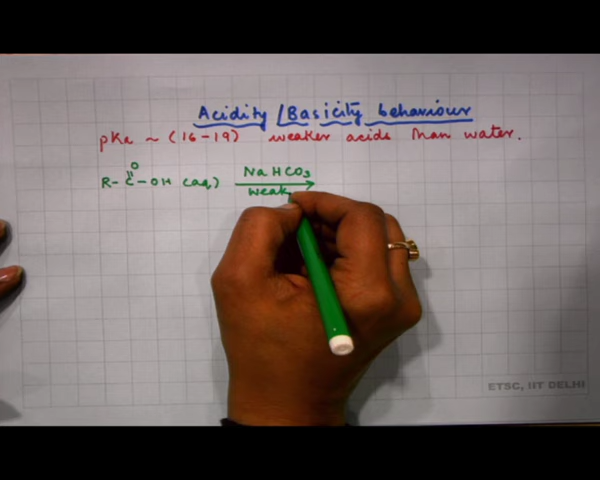 Acidity / Basicity behaviour
pKa ~ (16-19) weaker acids than water.
O
R-C-OH (aq) NaHCO3
weak
ETSC, IIT DELHI